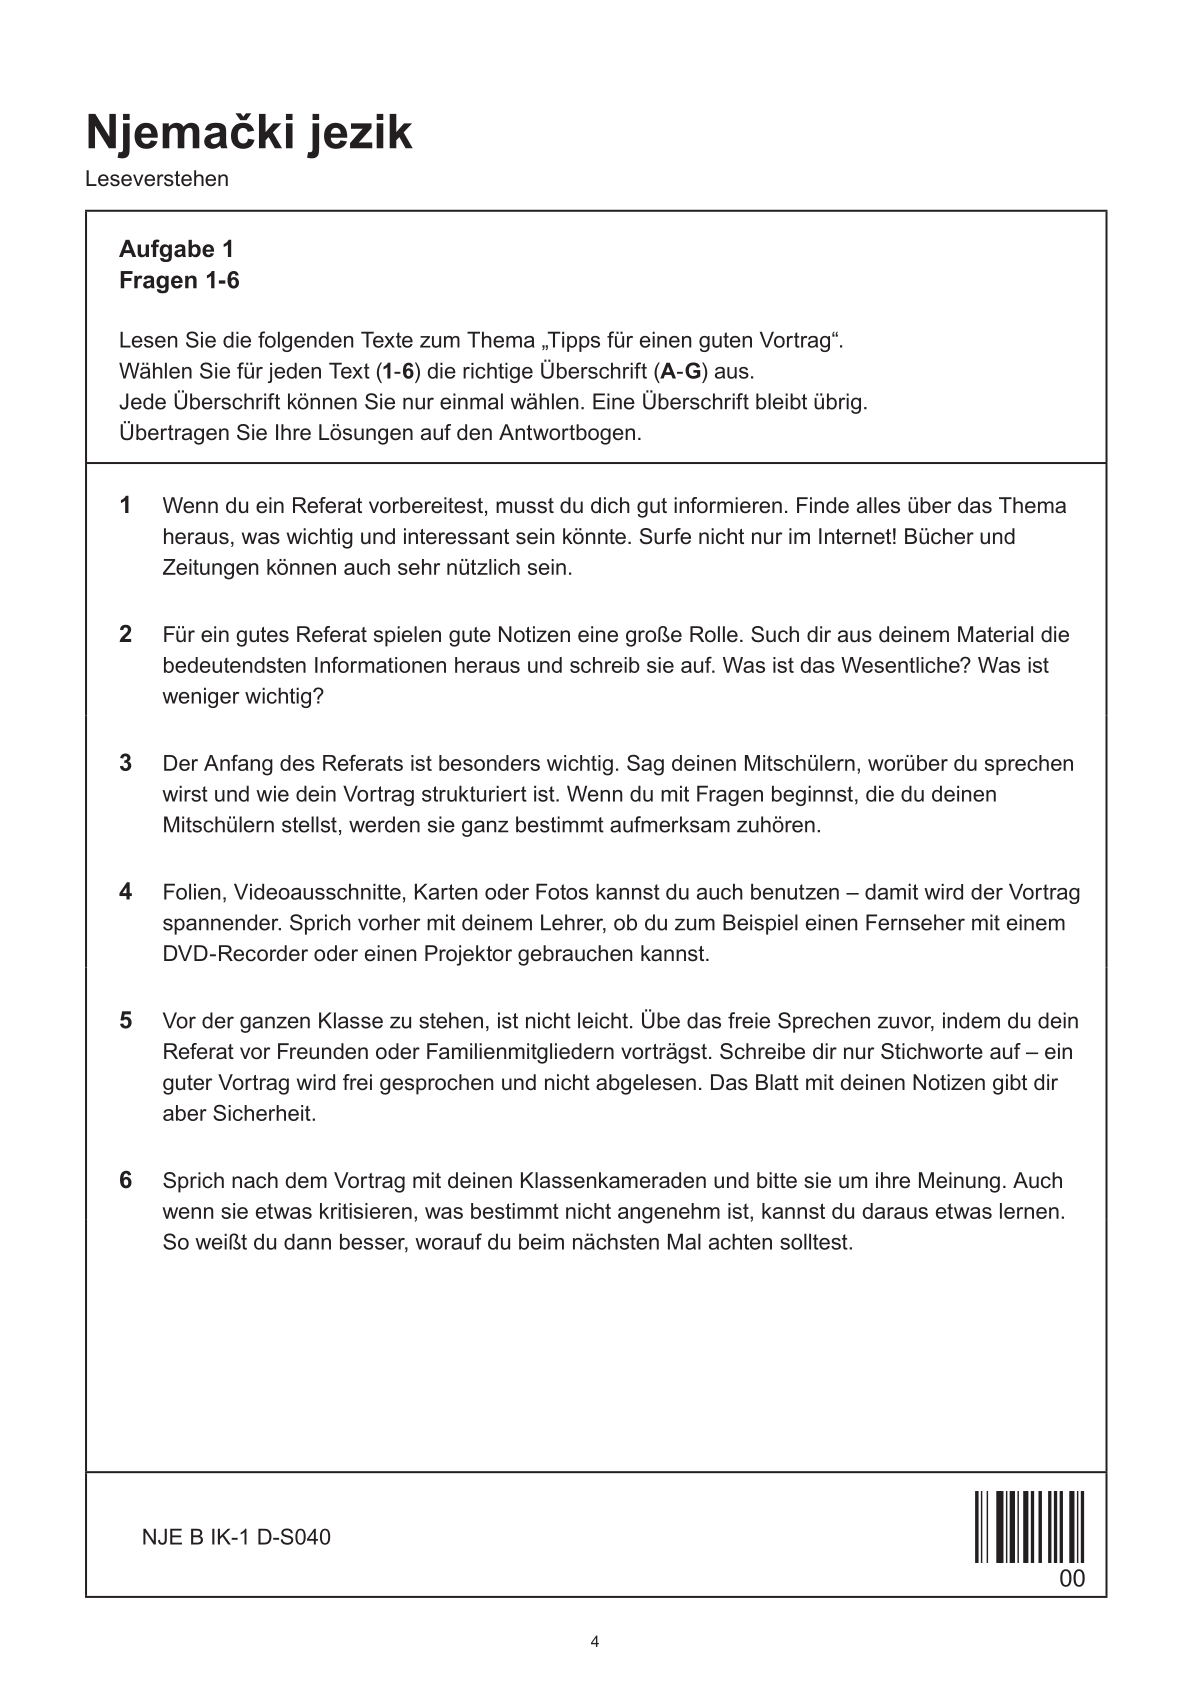 Njemački jezik
Leseverstehen
Aufgabe 1
Fragen 1-6
Lesen Sie die folgenden Texte zum Thema „Tipps für einen guten Vortrag“.
Wählen Sie für jeden Text (1-6) die richtige Überschrift (A-G) aus.
Jede Überschrift können Sie nur einmal wählen. Eine Überschrift bleibt übrig.
Übertragen Sie Ihre Lösungen auf den Antwortbogen.
1 Wenn du ein Referat vorbereitest, musst du dich gut informieren. Finde alles über das Thema
heraus, was wichtig und interessant sein könnte. Surfe nicht nur im Internet! Bücher und
Zeitungen können auch sehr nützlich sein.
2 Für ein gutes Referat spielen gute Notizen eine große Rolle. Such dir aus deinem Material die
bedeutendsten Informationen heraus und schreib sie auf. Was ist das Wesentliche? Was ist
weniger wichtig?
3 Der Anfang des Referats ist besonders wichtig. Sag deinen Mitschülern, worüber du sprechen
wirst und wie dein Vortrag strukturiert ist. Wenn du mit Fragen beginnst, die du deinen
Mitschülern stellst, werden sie ganz bestimmt aufmerksam zuhören.
4 Folien, Videoausschnitte, Karten oder Fotos kannst du auch benutzen – damit wird der Vortrag
spannender. Sprich vorher mit deinem Lehrer, ob du zum Beispiel einen Fernseher mit einem
DVD-Recorder oder einen Projektor gebrauchen kannst.
5 Vor der ganzen Klasse zu stehen, ist nicht leicht. Übe das freie Sprechen zuvor, indem du dein
Referat vor Freunden oder Familienmitgliedern vorträgst. Schreibe dir nur Stichworte auf – ein
guter Vortrag wird frei gesprochen und nicht abgelesen. Das Blatt mit deinen Notizen gibt dir
aber Sicherheit.
6 Sprich nach dem Vortrag mit deinen Klassenkameraden und bitte sie um ihre Meinung. Auch
wenn sie etwas kritisieren, was bestimmt nicht angenehm ist, kannst du daraus etwas lernen.
So weißt du dann besser, worauf du beim nächsten Mal achten solltest.
NJE B IK-1 D-S040
00
4